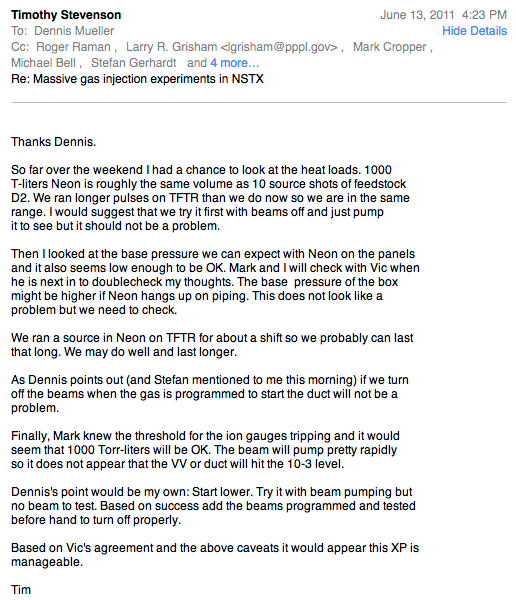 Timothy Stevenson June 13, 2011 4:23 PM
To: Dennis Mueller Hide Details
Cc: Roger Raman , Larry R. Grisham <lgrisham@pppl.gov> , Mark Cropper ,
Michael Bell , Stefan Gerhardt and 4 more...
Re: Massive gas injection experiments in NSTX
Thanks Dennis.
So far over the weekend I had a chance to look at the heat loads. 1000
T-liters Neon is roughly the same volume as 10 source shots of feedstock
D2. We ran longer pulses on TFTR than we do now so we are in the same
range. I would suggest that we try it first with beams off and just pump
it to see but it should not be a problem.
Then I looked at the base pressure we can expect with Neon on the panels
and it also seems low enough to be OK. Mark and I will check with Vic when
he is next in to doublecheck my thoughts. The base  pressure of the box
might be higher if Neon hangs up on piping. This does not look like a
problem but we need to check.
We ran a source in Neon on TFTR for about a shift so we probably can last
that long. We may do well and last longer.
As Dennis points out (and Stefan mentioned to me this morning) if we turn
off the beams when the gas is programmed to start the duct will not be a
problem.
Finally, Mark knew the threshold for the ion gauges tripping and it would
seem that 1000 Torr-liters will be OK. The beam will pump pretty rapidly
so it does not appear that the VV or duct will hit the 10-3 level.
Dennis's point would be my own: Start lower. Try it with beam pumping but
no beam to test. Based on success add the beams programmed and tested
before hand to turn off properly.
Based on Vic's agreement and the above caveats it would appear this XP is
manageable.
Tim